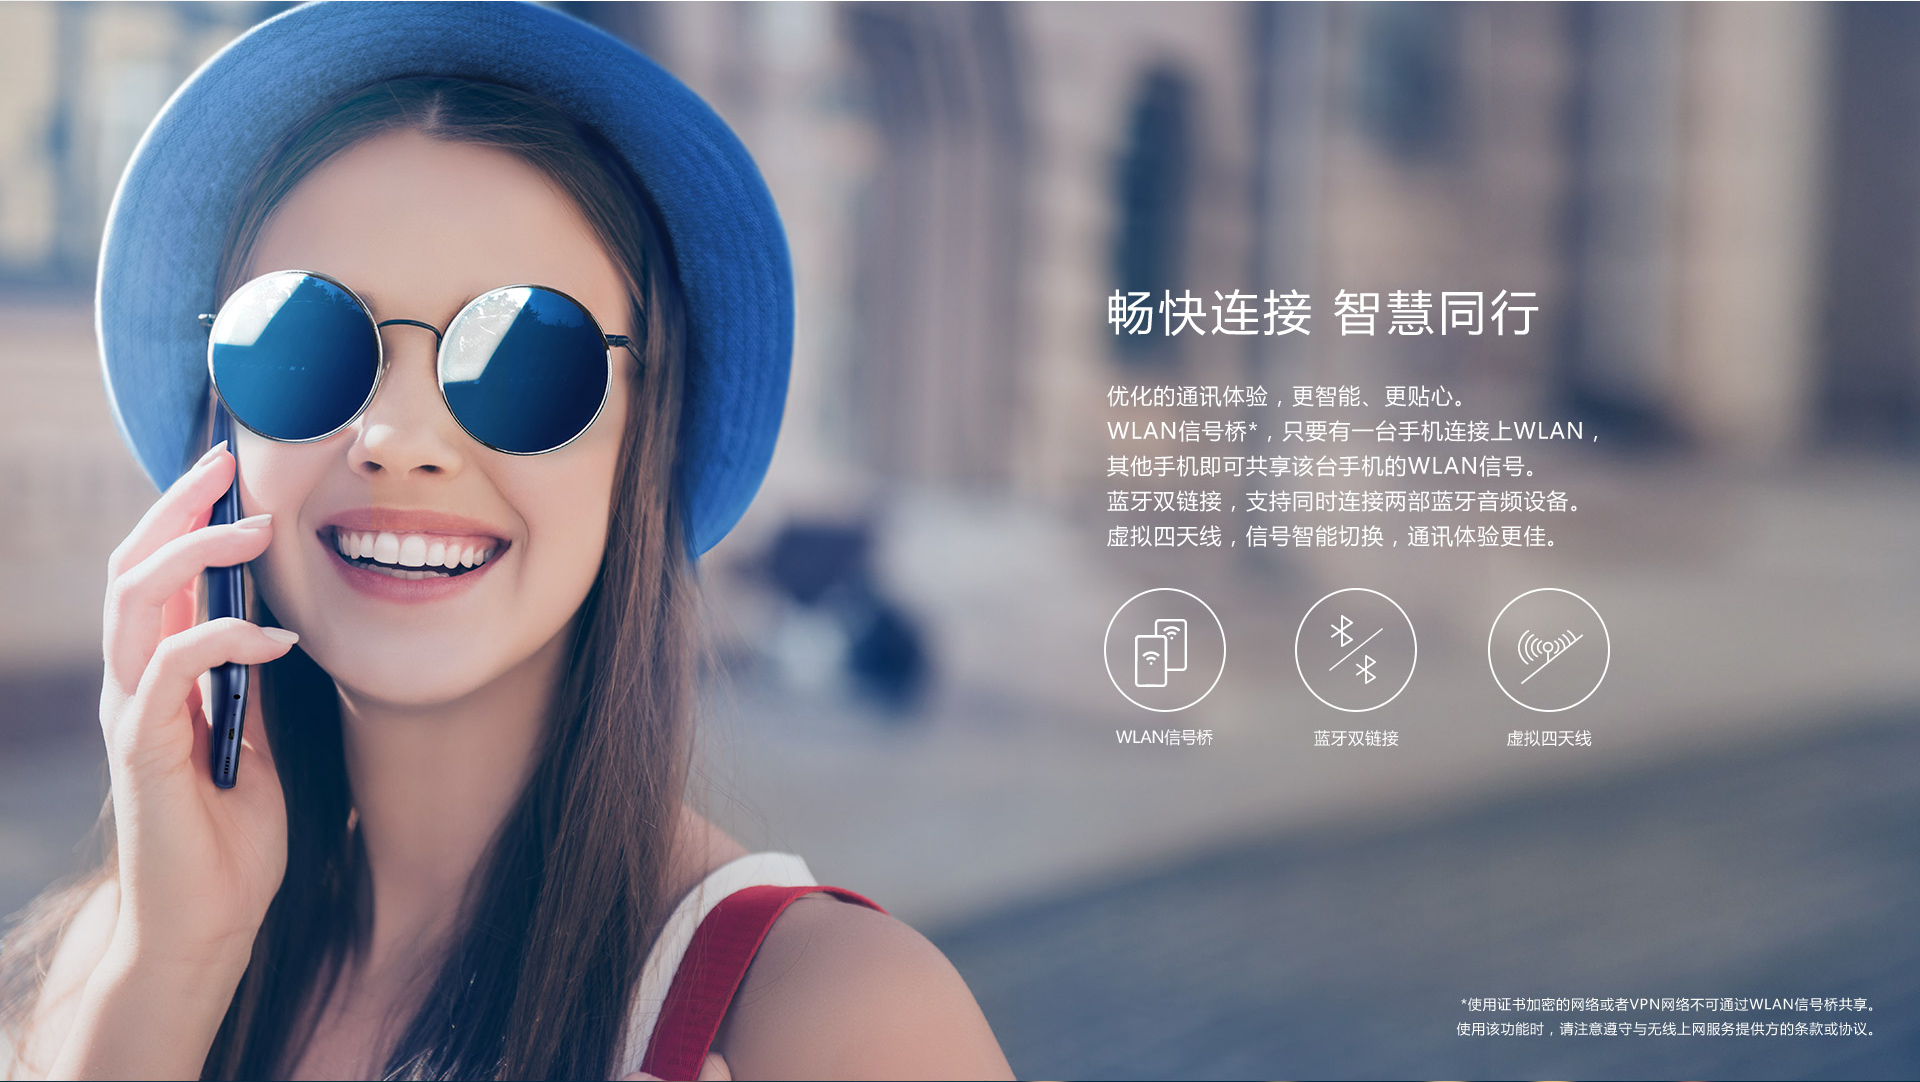 畅快连接 智慧同行
优化的通讯体验，更智能、更贴心。
WLAN信号桥*，只要有一台手机连接上WLAN，
其他手机即可共享该台手机的WLAN信号。
蓝牙双链接，支持同时连接两部蓝牙音频设备。
虚拟四天线，信号智能切换，通讯体验更佳。
WLAN信号桥
蓝牙双链接
虚拟四天线
*使用证书加密的网络或者VPN网络不可通过WLAN信号桥共享。
使用该功能时，请注意遵守与无线上网服务提供方的条款或协议。